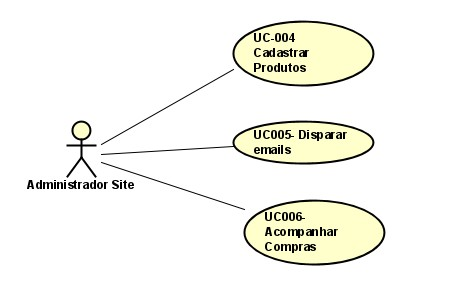 UC-004
Cadastrar
Produtos
UC005- Disparar
emails
Administrador Site
UC006-
Acompanhar
Compras